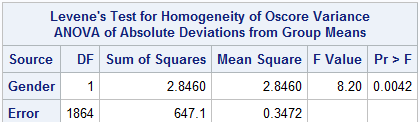 Levene's Test for Homogeneity of Oscore Variance
ANOVA of Absolute Deviations from Group Means
Source DF Sum of Squares Mean Square F Value Pr > F
Gender 1 2.8460 2.8460 8.20 0.0042
Error 1864 647.1 0.3472